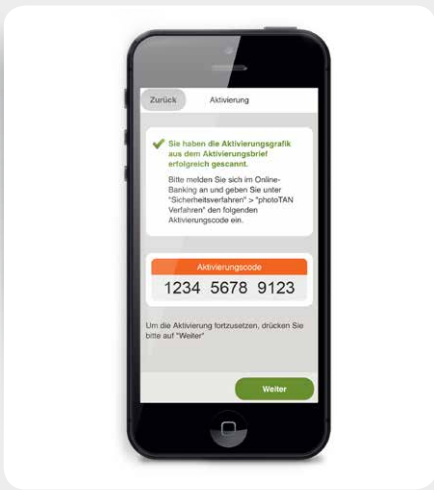 Zurück Aktivierung
Sie haben die Aktivierungsgrafik
aus dem Aktivierungsbrief
erfolgreich gescannt.
Bitte melden Sie sich im Online-
Banking an und geben Sie unter
"Sicherheitsverfahren" > "photoTAN
Verfahren" den folgenden
Aktivierungscode ein.
Aktivierungscode
1234 5678 9123
Um die Aktivierung fortzusetzen, drücken Sie
bitte auf "Weiter"
Weiter